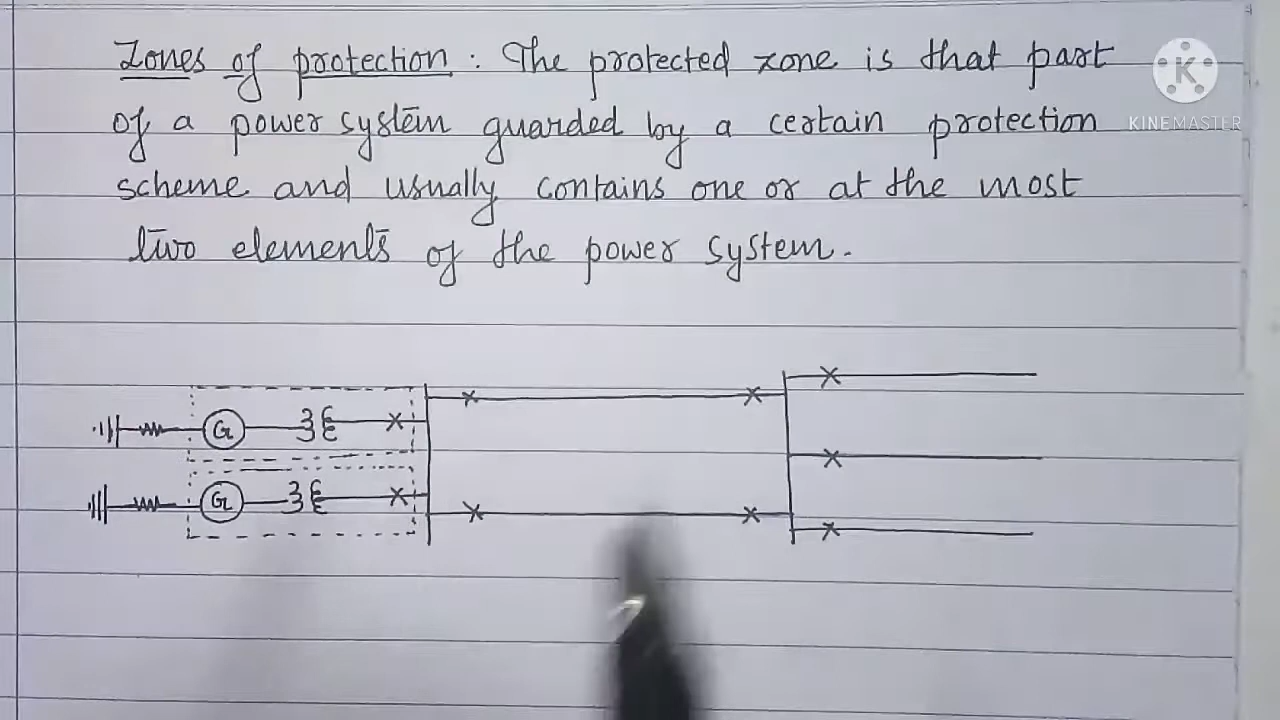 Zones of protection : The protected zone is that part
of a power system guarded by a certain protection
scheme and usually contains one or at the most
two elements of the power system.
K
KINEMASTER
G
G